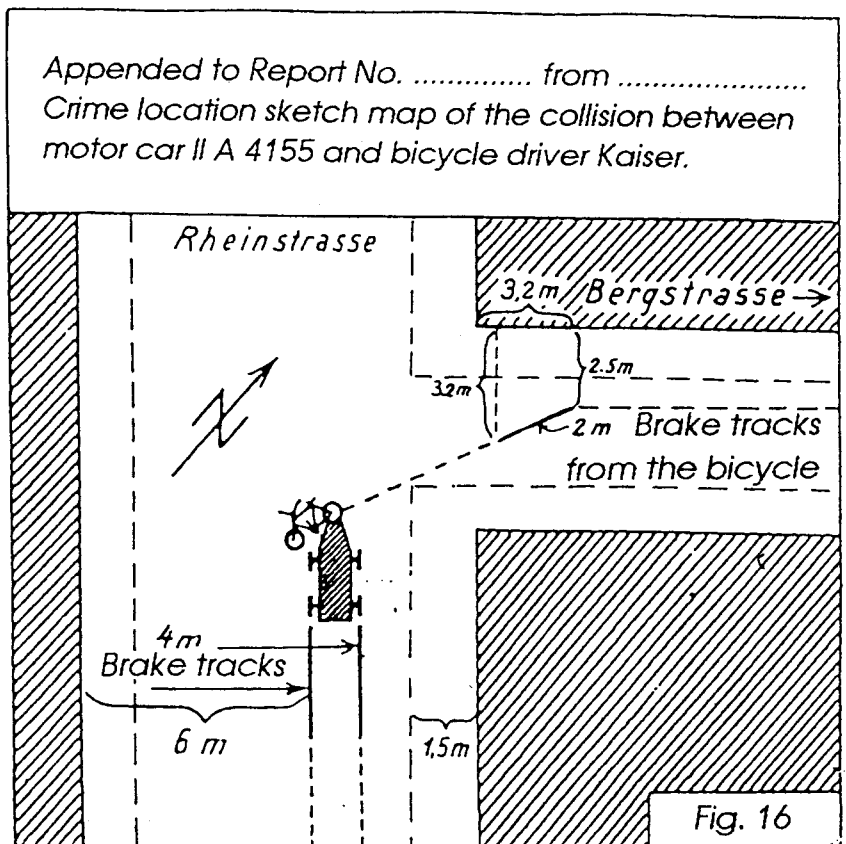 Appended to Report No. .............. from ......................
Crime location sketch map of the collision between
motor car II A 4155 and bicycle driver Kaiser.
Rheinstrasse
3,2m Bergstrasse
3.2m
2.5m
2m Brake tracks
from the bicycle
N
4m
Brake tracks
6 m
1,5m
Fig. 16